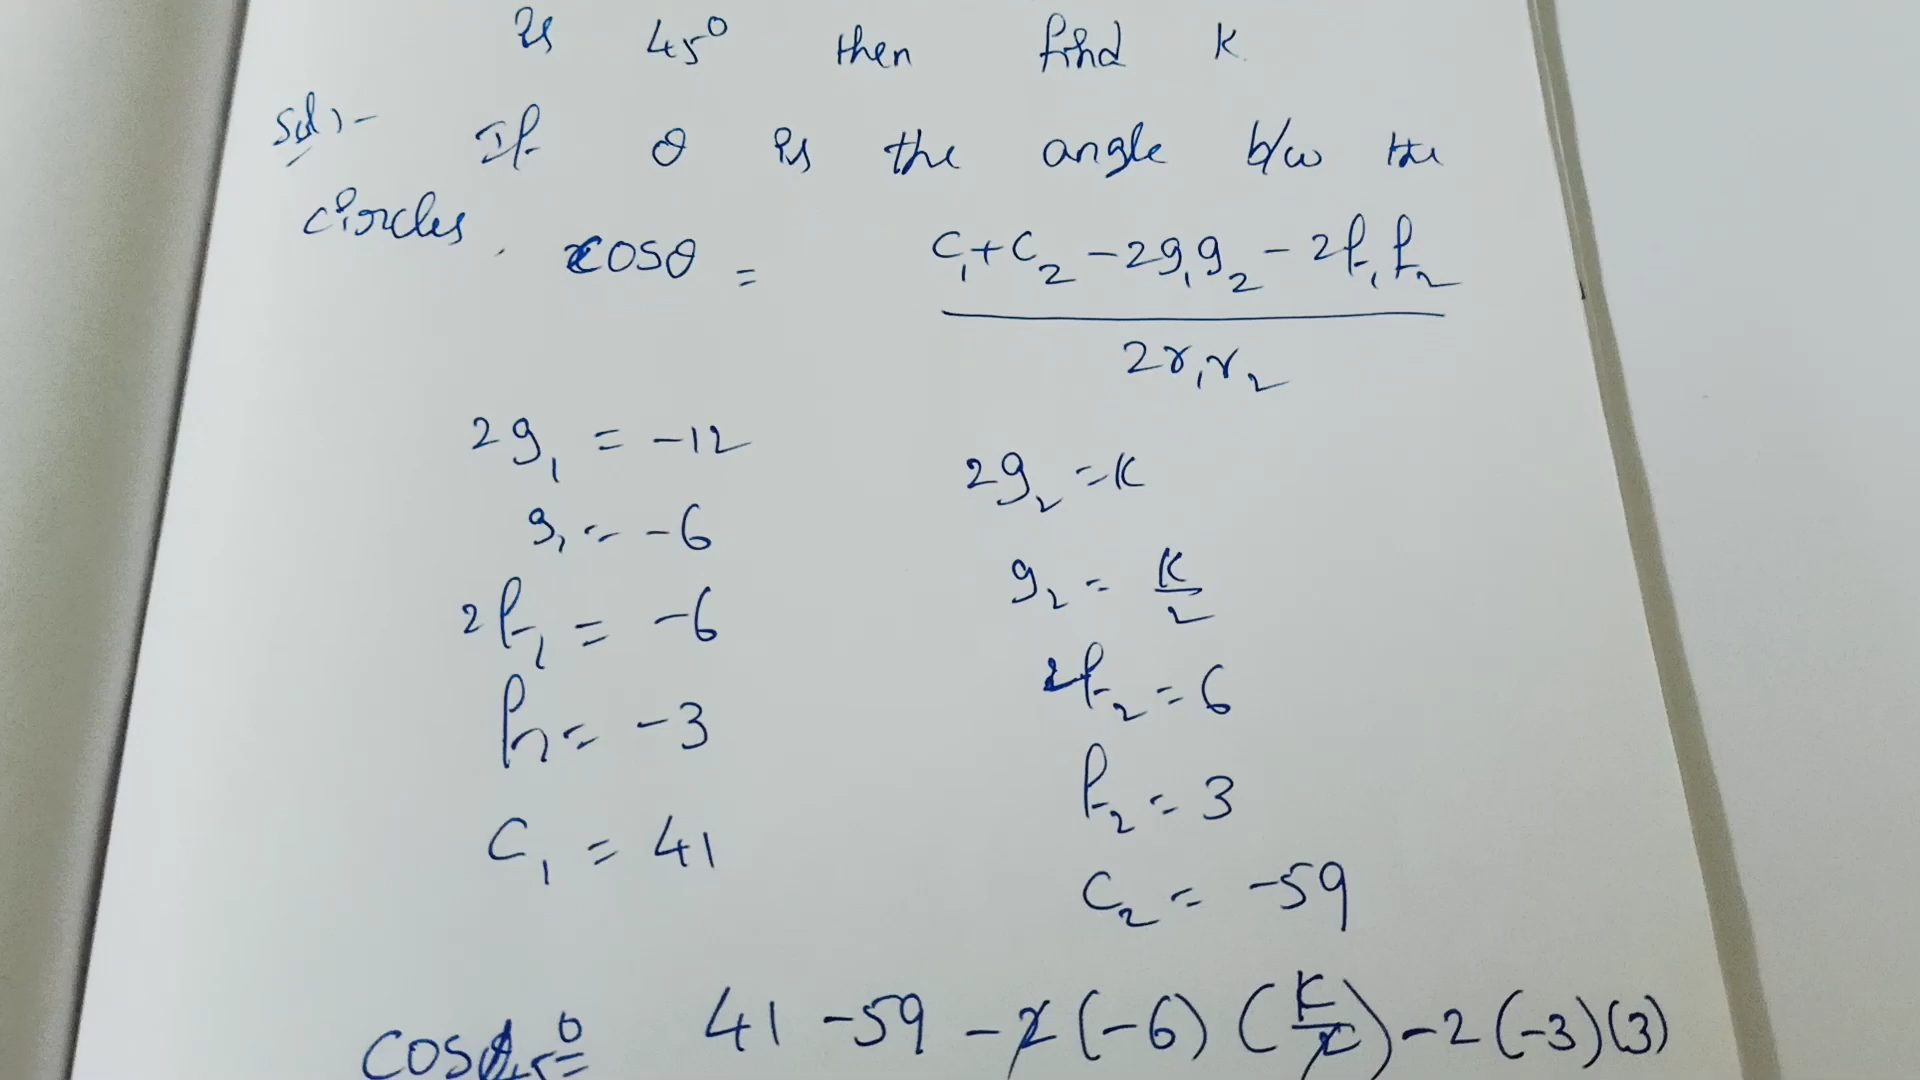 is 45° then find K
Sol:- If θ is the angle b/w the
circles, cosθ = C₁+C₂-2g₁g₂-2f₁f₂
2r₁r₂
2g₁ = -12
g₁ = -6
2f₁ = -6
f₁ = -3
C₁ = 41
2g₂ = K
g₂ = K/2
2f₂ = 6
f₂ = 3
C₂ = -59
cos45° = 41 -59 -2(-6)(K/2)-2(-3)(3)